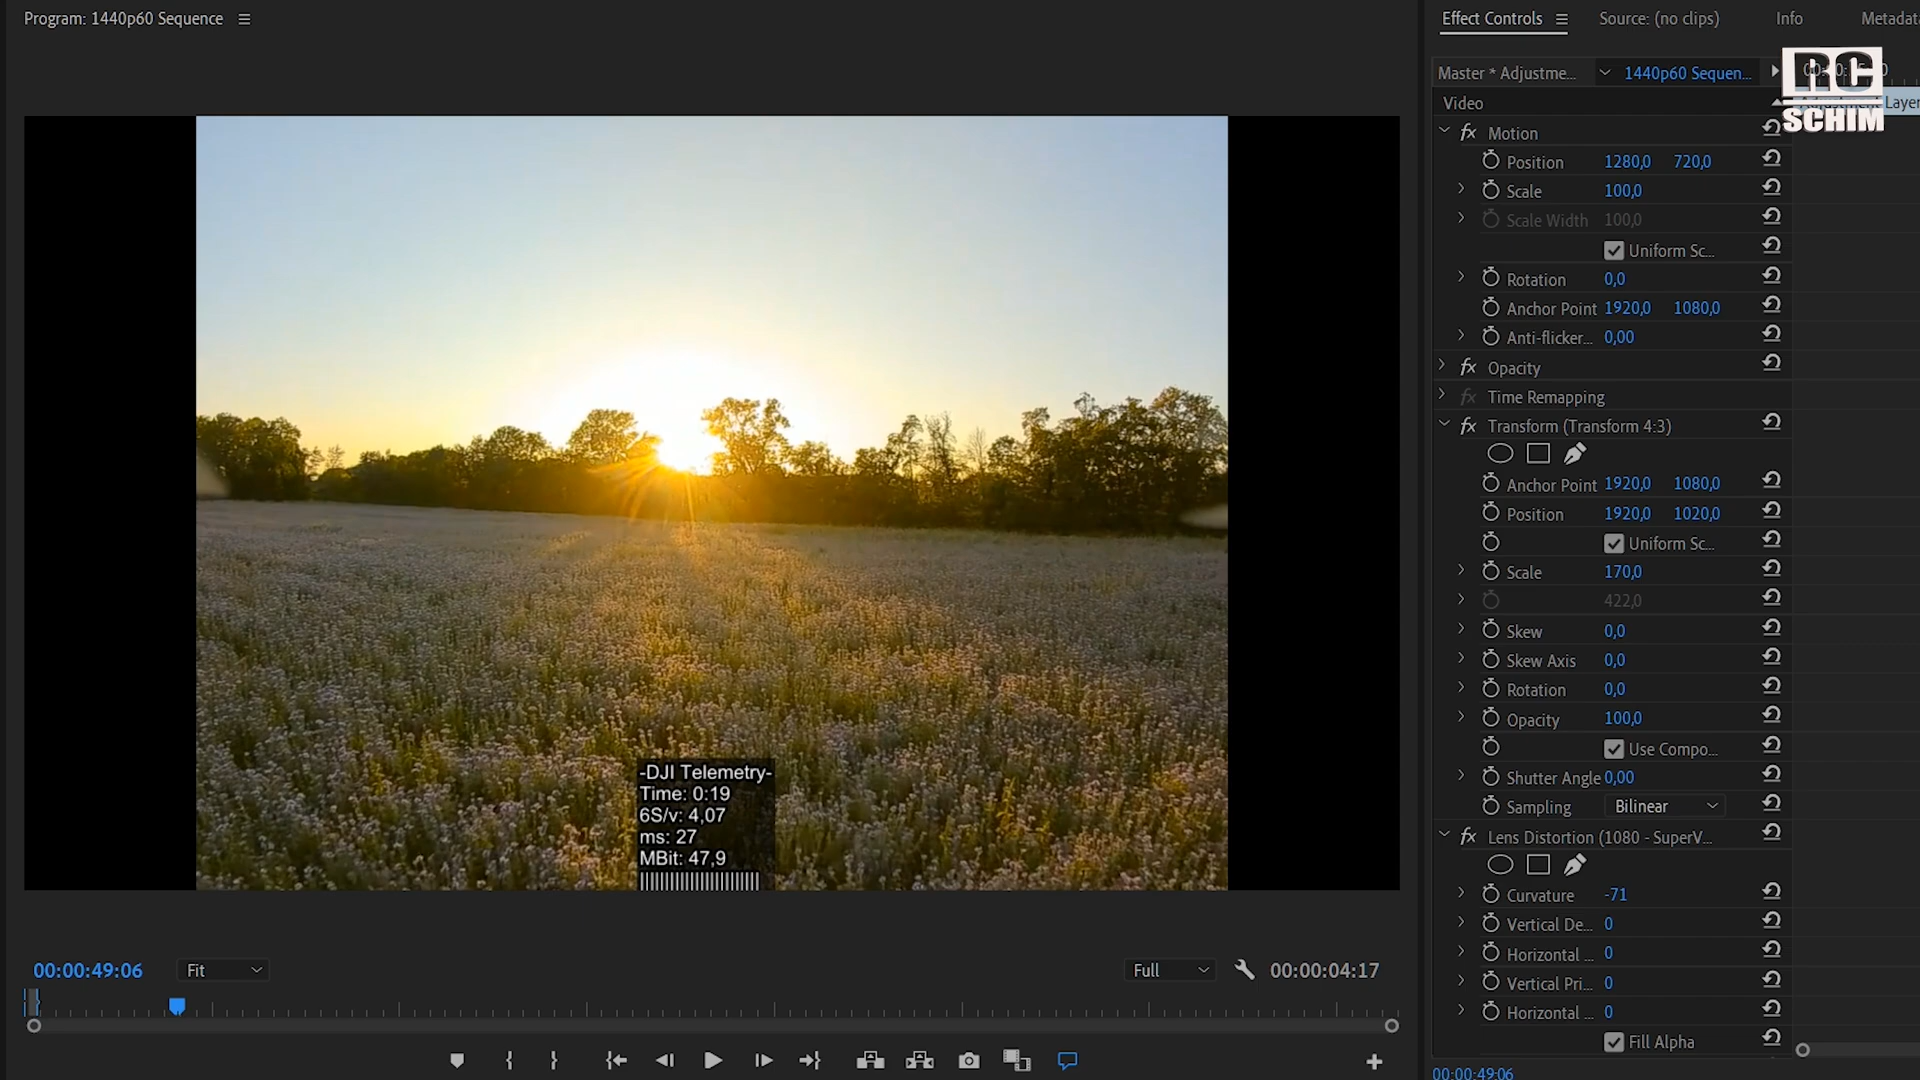 Program: 1440p60 Sequence
Effect Controls
Source: (no clips)
Info
Metadat
Master * Adjustme...
1440p60 Sequen...
RC
SCHIM
Layer
Video
fx Motion
Position 1280,0 720,0
Scale 100,0
Scale Width 100,0
Uniform Sc...
Rotation 0,0
Anchor Point 1920,0 1080,0
Anti-flicker... 0,00
fx Opacity
fx Time Remapping
fx Transform (Transform 4:3)
Anchor Point 1920,0 1080,0
Position 1920,0 1020,0
Uniform Sc...
Scale 170,0
422,0
Skew 0,0
Skew Axis 0,0
Rotation 0,0
Opacity 100,0
Use Compo...
Shutter Angle 0,00
Sampling Bilinear
fx Lens Distortion (1080 - SuperV...
Curvature -71
Vertical De... 0
Horizontal ... 0
Vertical Pri... 0
Horizontal ... 0
Fill Alpha
00:00:49:06
-DJI Telemetry-
Time: 0:19
6S/v: 4,07
ms: 27
MBit: 47,9
00:00:49:06
Fit
Full
00:00:04:17